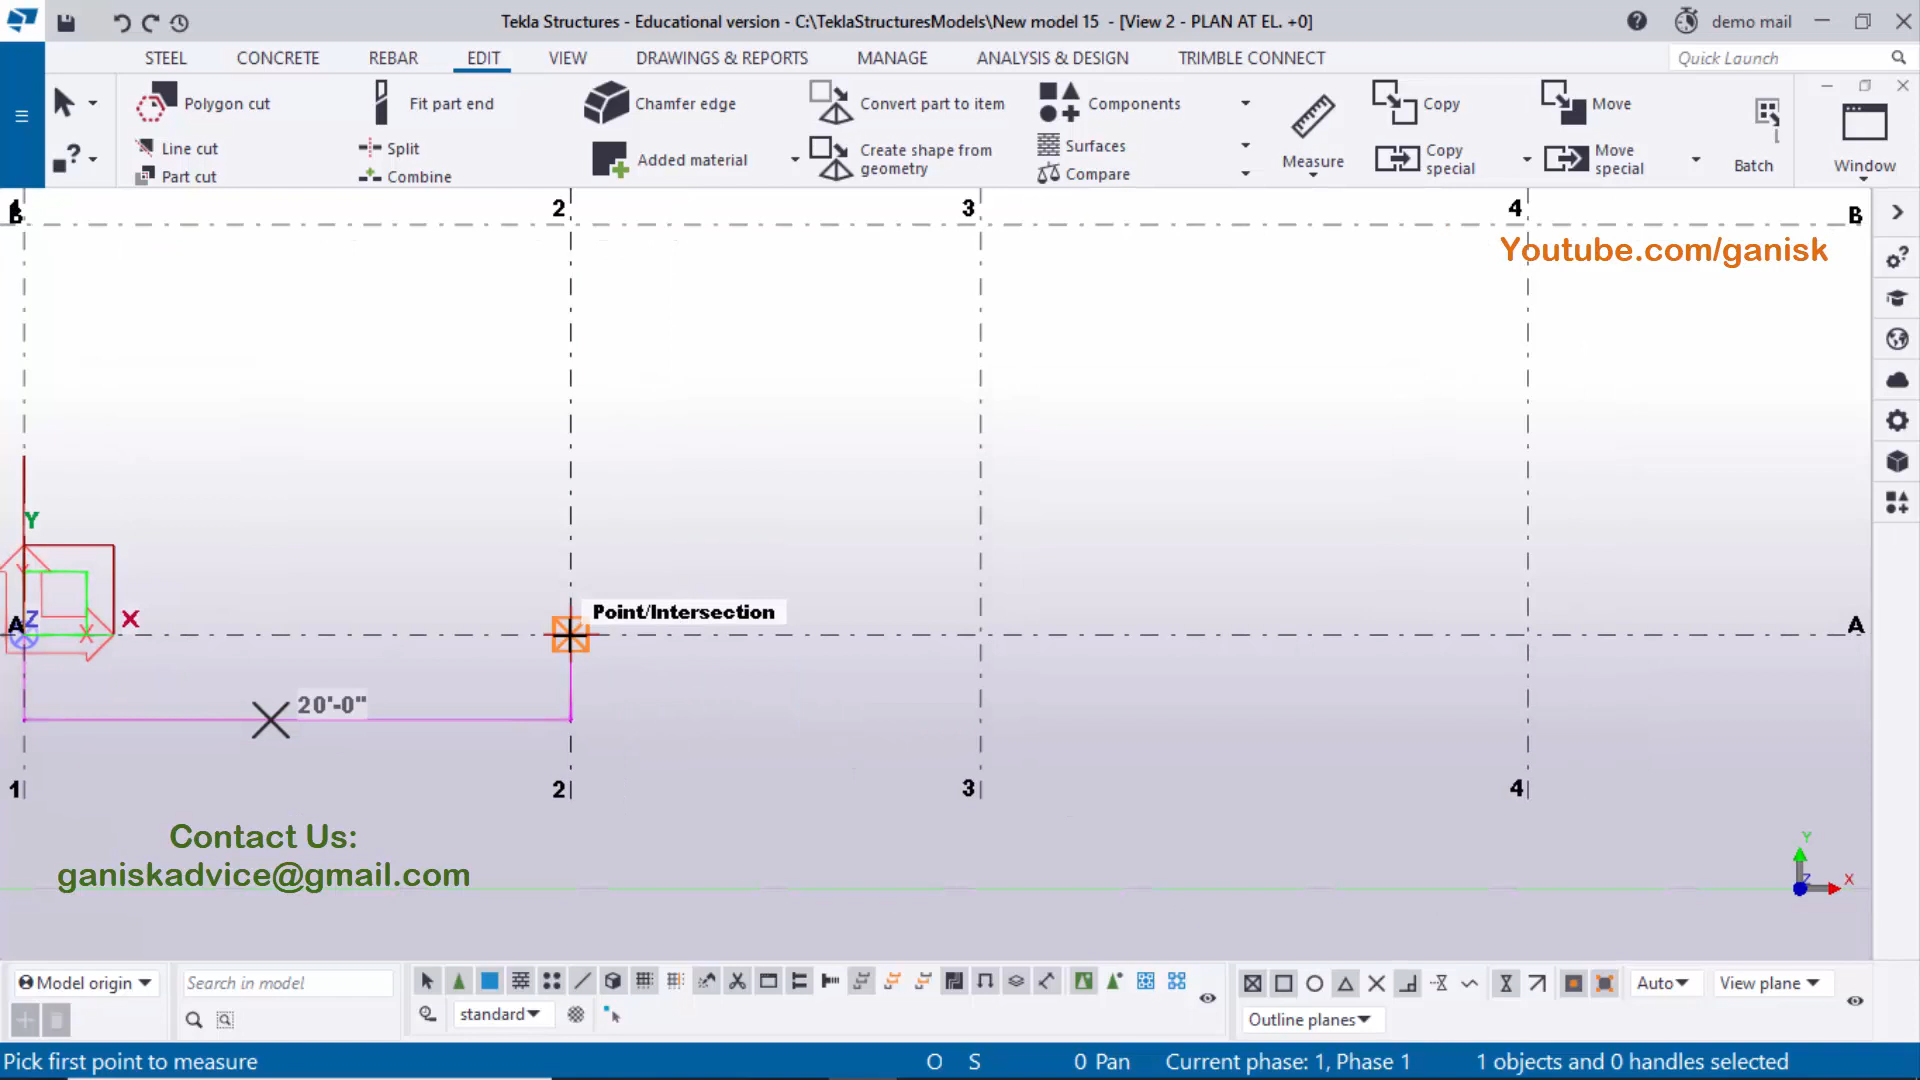 Tekla Structures - Educational version - C:\TeklaStructuresModels\New model 15 - [View 2 - PLAN AT EL. +0]
demo mail
STEEL CONCRETE REBAR EDIT VIEW DRAWINGS & REPORTS MANAGE ANALYSIS & DESIGN TRIMBLE CONNECT
Quick Launch
Polygon cut
Fit part end
Chamfer edge
Convert part to item
Components
Copy
Move
Line cut
Split
Added material
Create shape from geometry
Surfaces
Measure
Copy special
Move special
Batch
Window
Part cut
Combine
Compare
2 3 4 B
B
Youtube.com/ganisk
Y
Point/Intersection
A Z X
X
A
20'-0"
1 2 3 4
Contact Us:
ganiskadvice@gmail.com
Y
Z X
Model origin
Search in model
Auto
View plane
standard
Outline planes
Pick first point to measure
O S 0 Pan Current phase: 1, Phase 1 1 objects and 0 handles selected